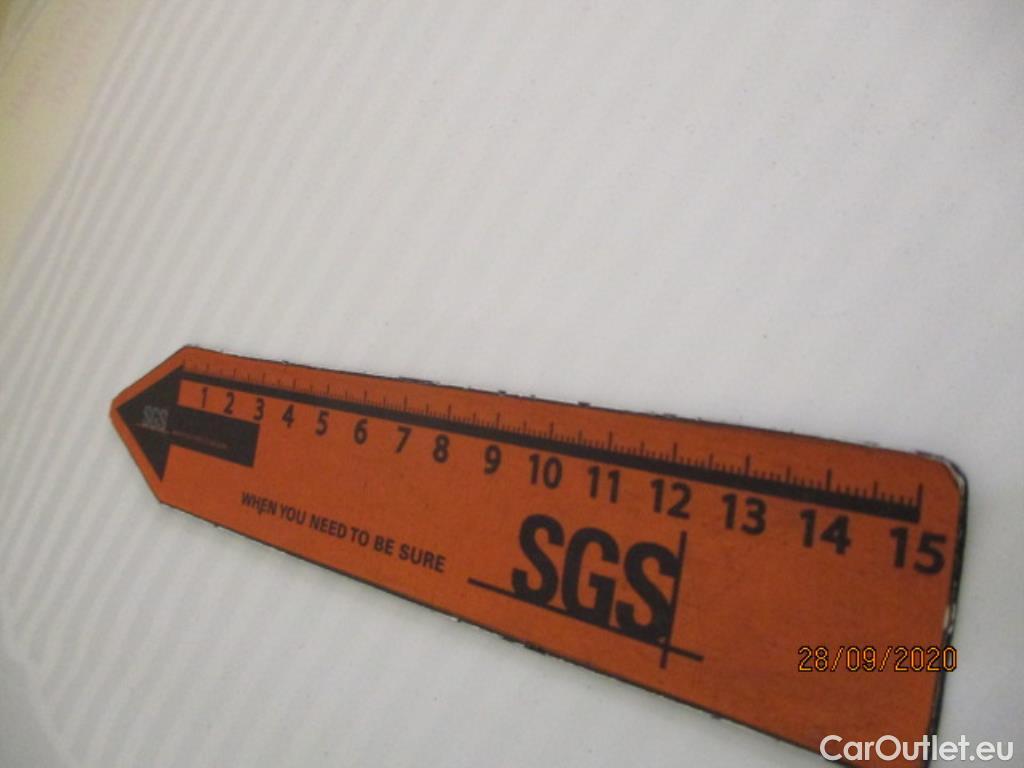 1 2 3 4 5 6 7 8 9 10 11 12 13 14 15
SGS
WHEN YOU NEED TO BE SURE
SGS
28/09/2020
CarOutlet.eu